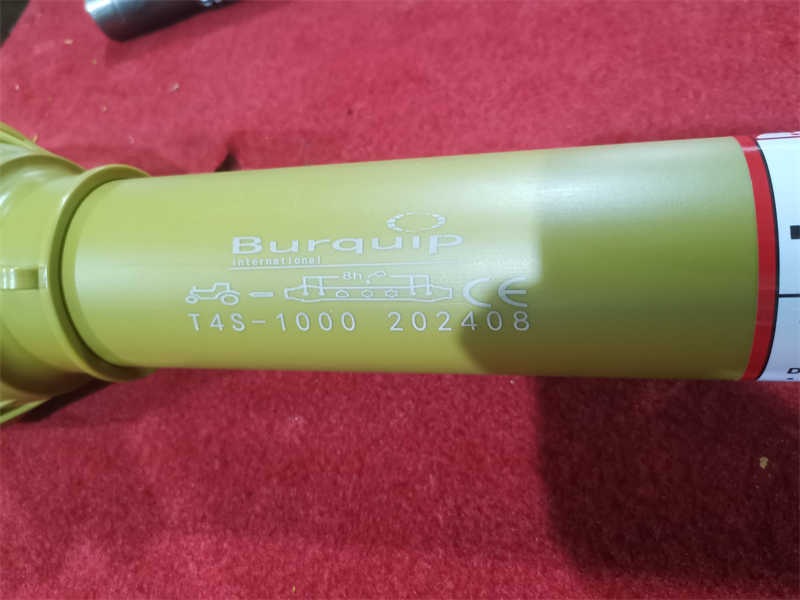 Burquip
international
8h
CE
T4S-1000 202408
D